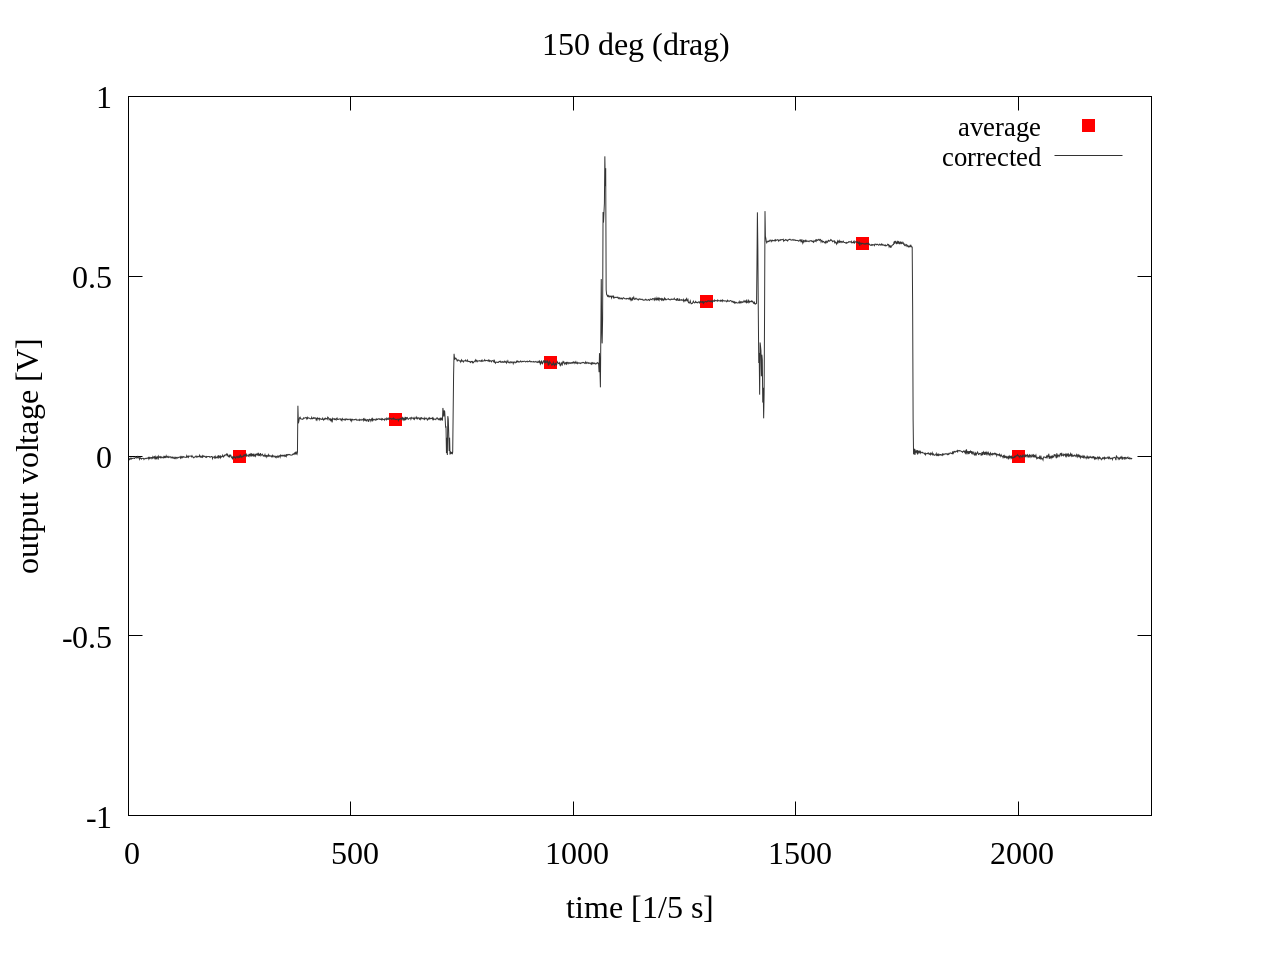 150 deg (drag)
average
corrected
1
0.5
0
-0.5
-1
output voltage [V]
0 500 1000 1500 2000
time [1/5 s]